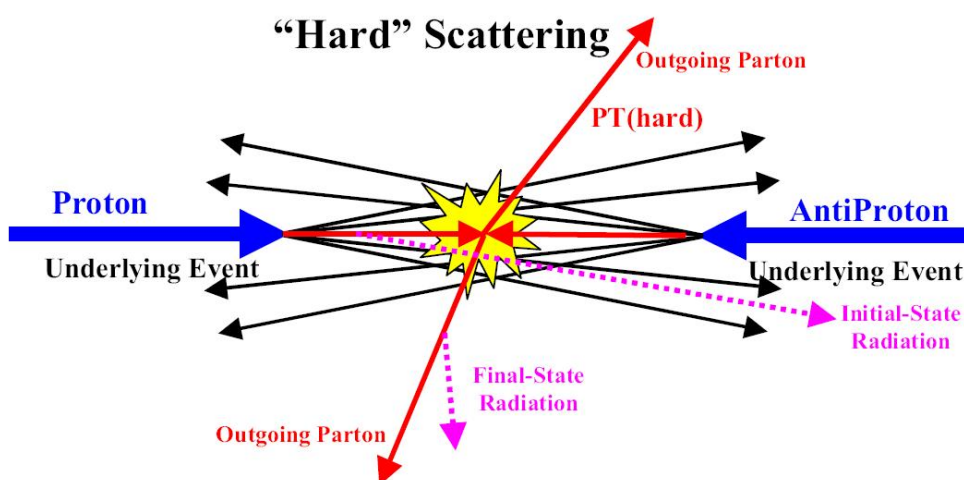 “Hard” Scattering
Outgoing Parton
PT(hard)
Proton
AntiProton
Underlying Event
Underlying Event
Initial-State
Radiation
Final-State
Radiation
Outgoing Parton